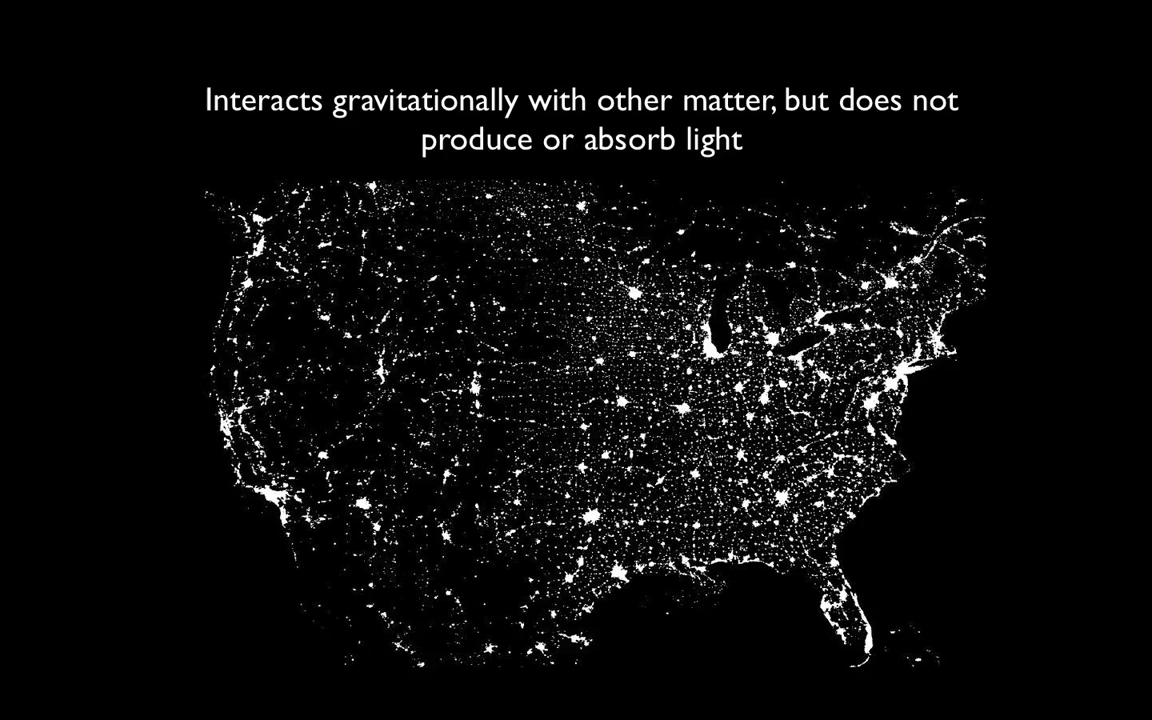 Interacts gravitationally with other matter, but does not
produce or absorb light